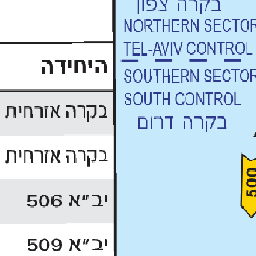 בקרה צפון
NORTHERN SECTOR
TEL-AVIV CONTROL
SOUTHERN SECTOR
SOUTH CONTROL
בקרה דרום
500
היחידה
בקרה אזרחית
בקרה אזרחית
יב"א 506
יב"א 509